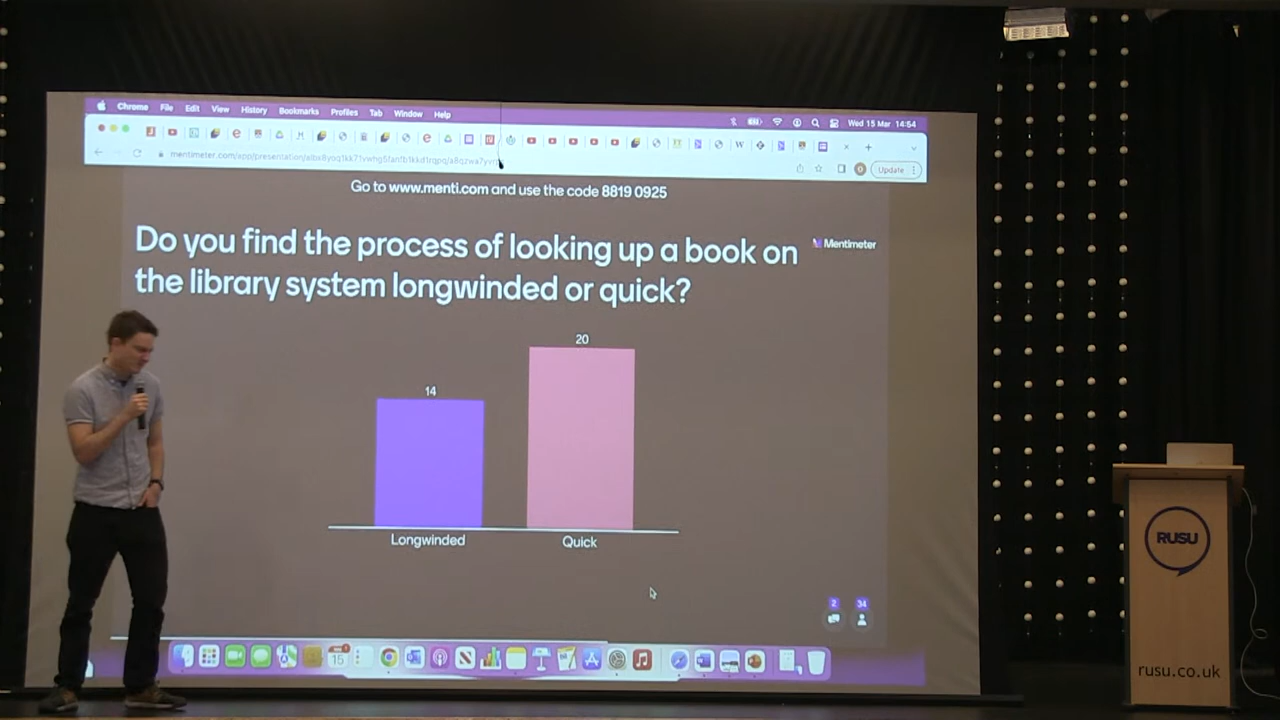 Chrome File Edit View History Bookmarks Profiles Tab Window Help
Wed 15 Mar 14:54
Update
Go to www.menti.com and use the code 8819 0925
Do you find the process of looking up a book on
the library system longwinded or quick?
Mentimeter
20
14
Longwinded
Quick
2
34
15
RUSU
rusu.co.uk